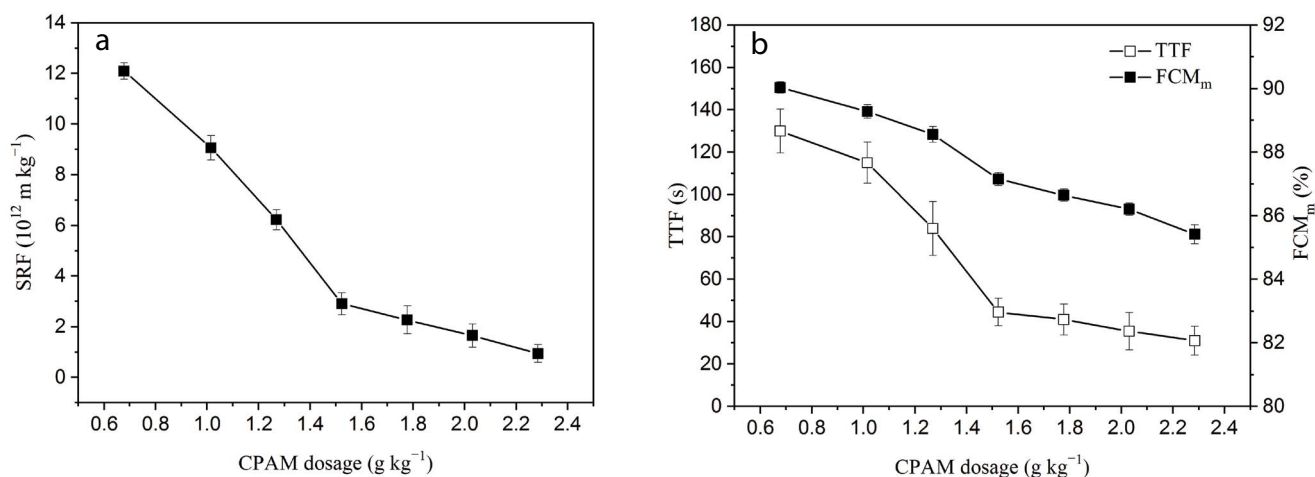 a
14
12
10
8
6
4
2
0
SRF (10¹² m kg⁻¹)
0.6 0.8 1.0 1.2 1.4 1.6 1.8 2.0 2.2 2.4
CPAM dosage (g kg⁻¹)
b
TTF
FCMₘ
180
160
140
120
100
80
60
40
20
0
TTF (s)
92
90
88
86
84
82
80
FCMₘ (%)
0.6 0.8 1.0 1.2 1.4 1.6 1.8 2.0 2.2 2.4
CPAM dosage (g kg⁻¹)